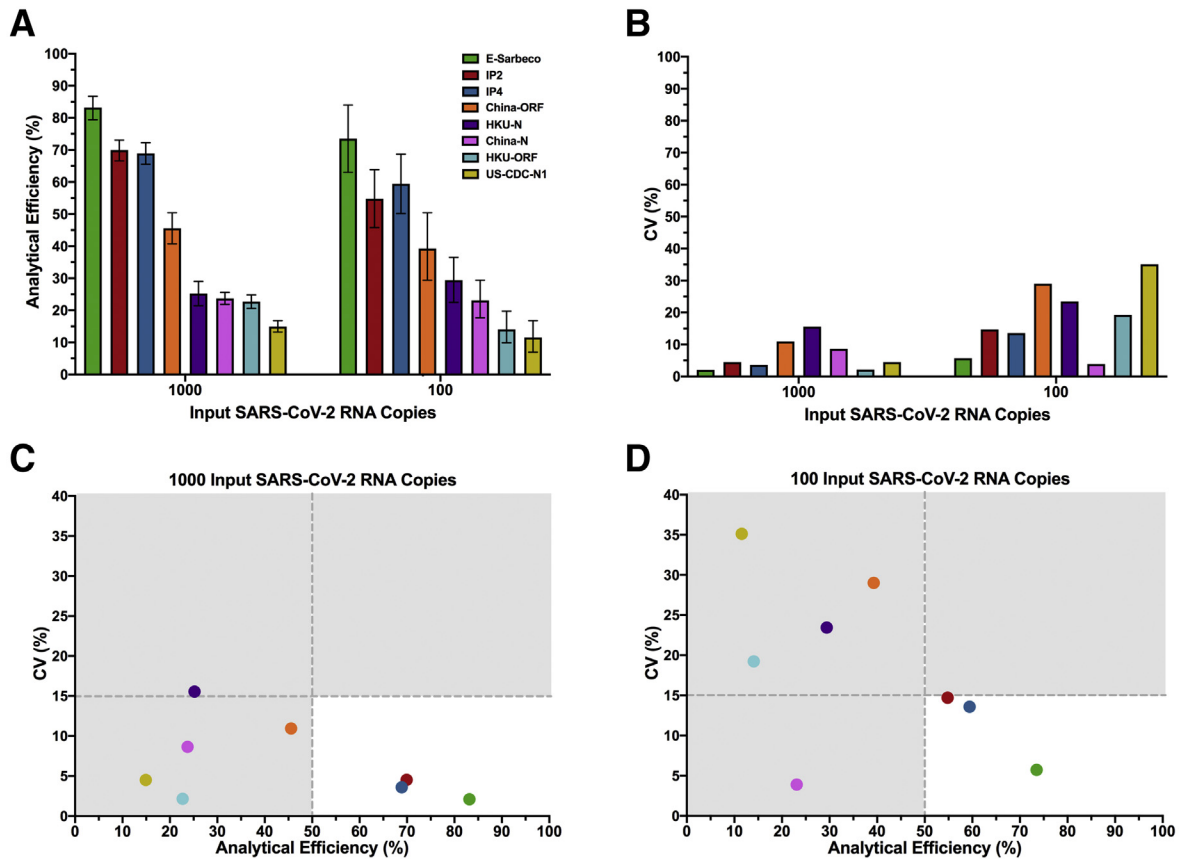 A
Analytical Efficiency (%)
100
90
80
70
60
50
40
30
20
10
0
1000
100
Input SARS-CoV-2 RNA Copies
E-Sarbeco
IP2
IP4
China-ORF
HKU-N
China-N
HKU-ORF
US-CDC-N1
B
CV (%)
100
90
80
70
60
50
40
30
20
10
0
1000
100
Input SARS-CoV-2 RNA Copies
C
1000 Input SARS-CoV-2 RNA Copies
CV (%)
40
35
30
25
20
15
10
5
0
0 10 20 30 40 50 60 70 80 90 100
Analytical Efficiency (%)
D
100 Input SARS-CoV-2 RNA Copies
CV (%)
40
35
30
25
20
15
10
5
0
0 10 20 30 40 50 60 70 80 90 100
Analytical Efficiency (%)